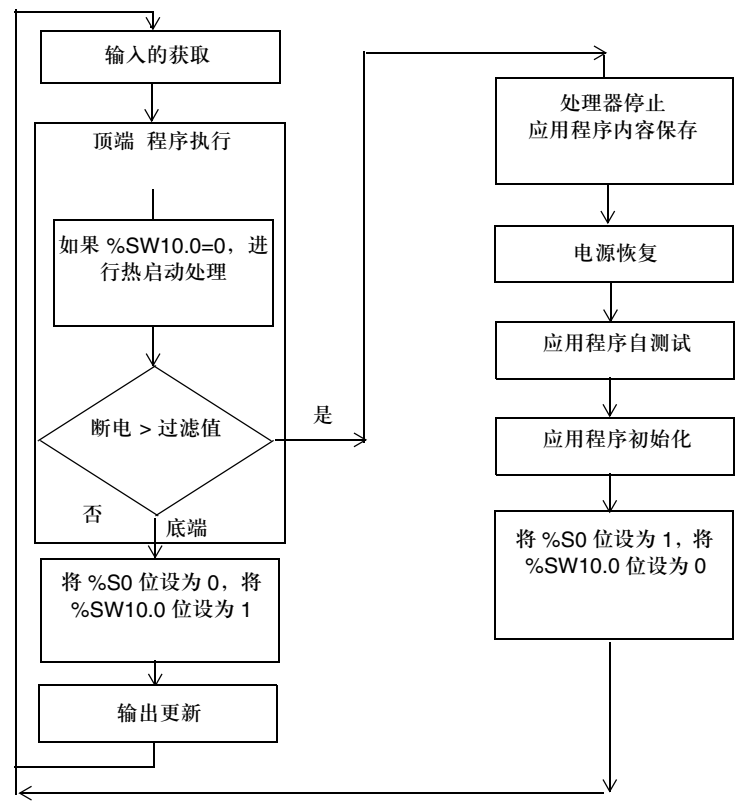 输入的获取
顶端 程序执行
如果 %SW10.0=0，进
行热启动处理
断电 > 过滤值
是
否
底端
将 %S0 位设为 0，将
%SW10.0 位设为 1
输出更新
处理器停止
应用程序内容保存
电源恢复
应用程序自测试
应用程序初始化
将 %S0 位设为 1，将
%SW10.0 位设为 0